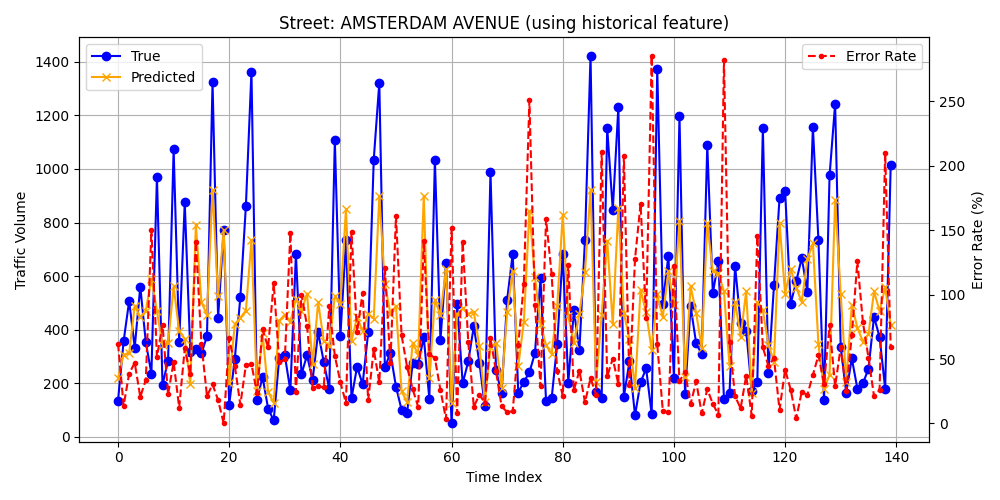 Street: AMSTERDAM AVENUE (using historical feature)
True
Predicted
Error Rate
1400
1200
1000
800
600
400
200
0
Traffic Volume
250
200
150
100
50
0
Error Rate (%)
0 20 40 60 80 100 120 140
Time Index